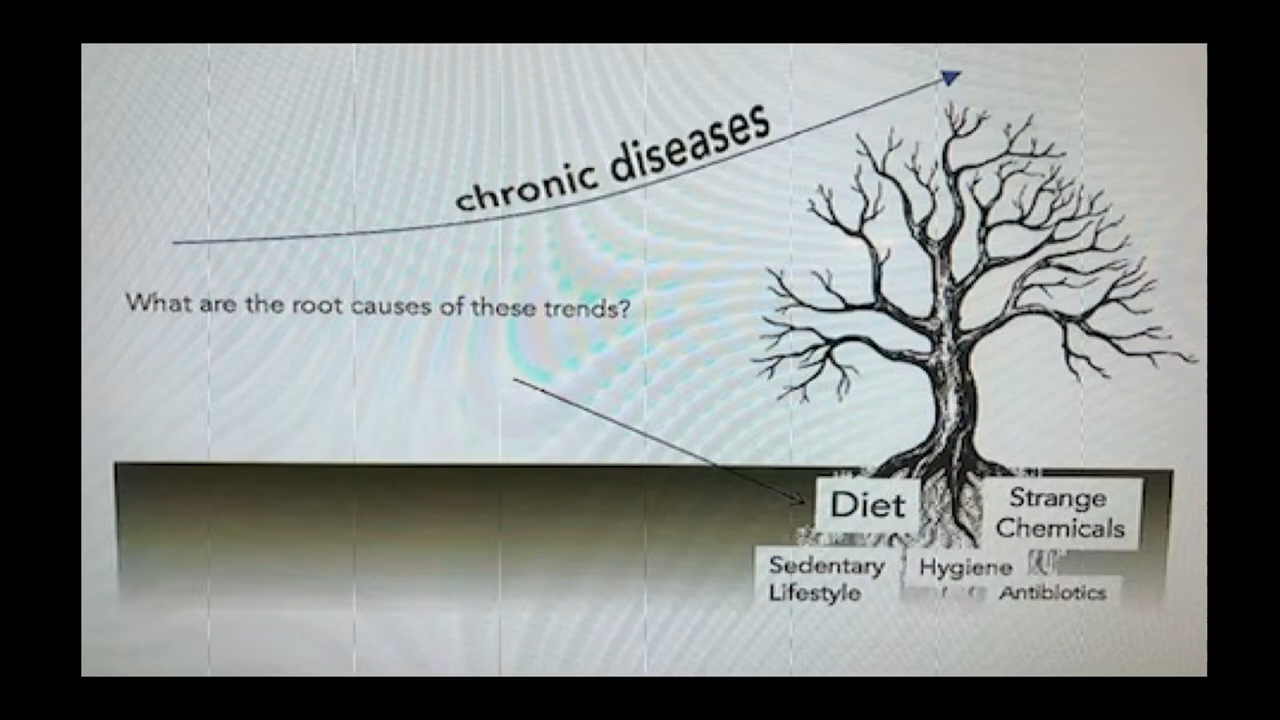 chronic diseases
What are the root causes of these trends?
Diet
Strange
Chemicals
Sedentary
Lifestyle
Hygiene
Antibiotics